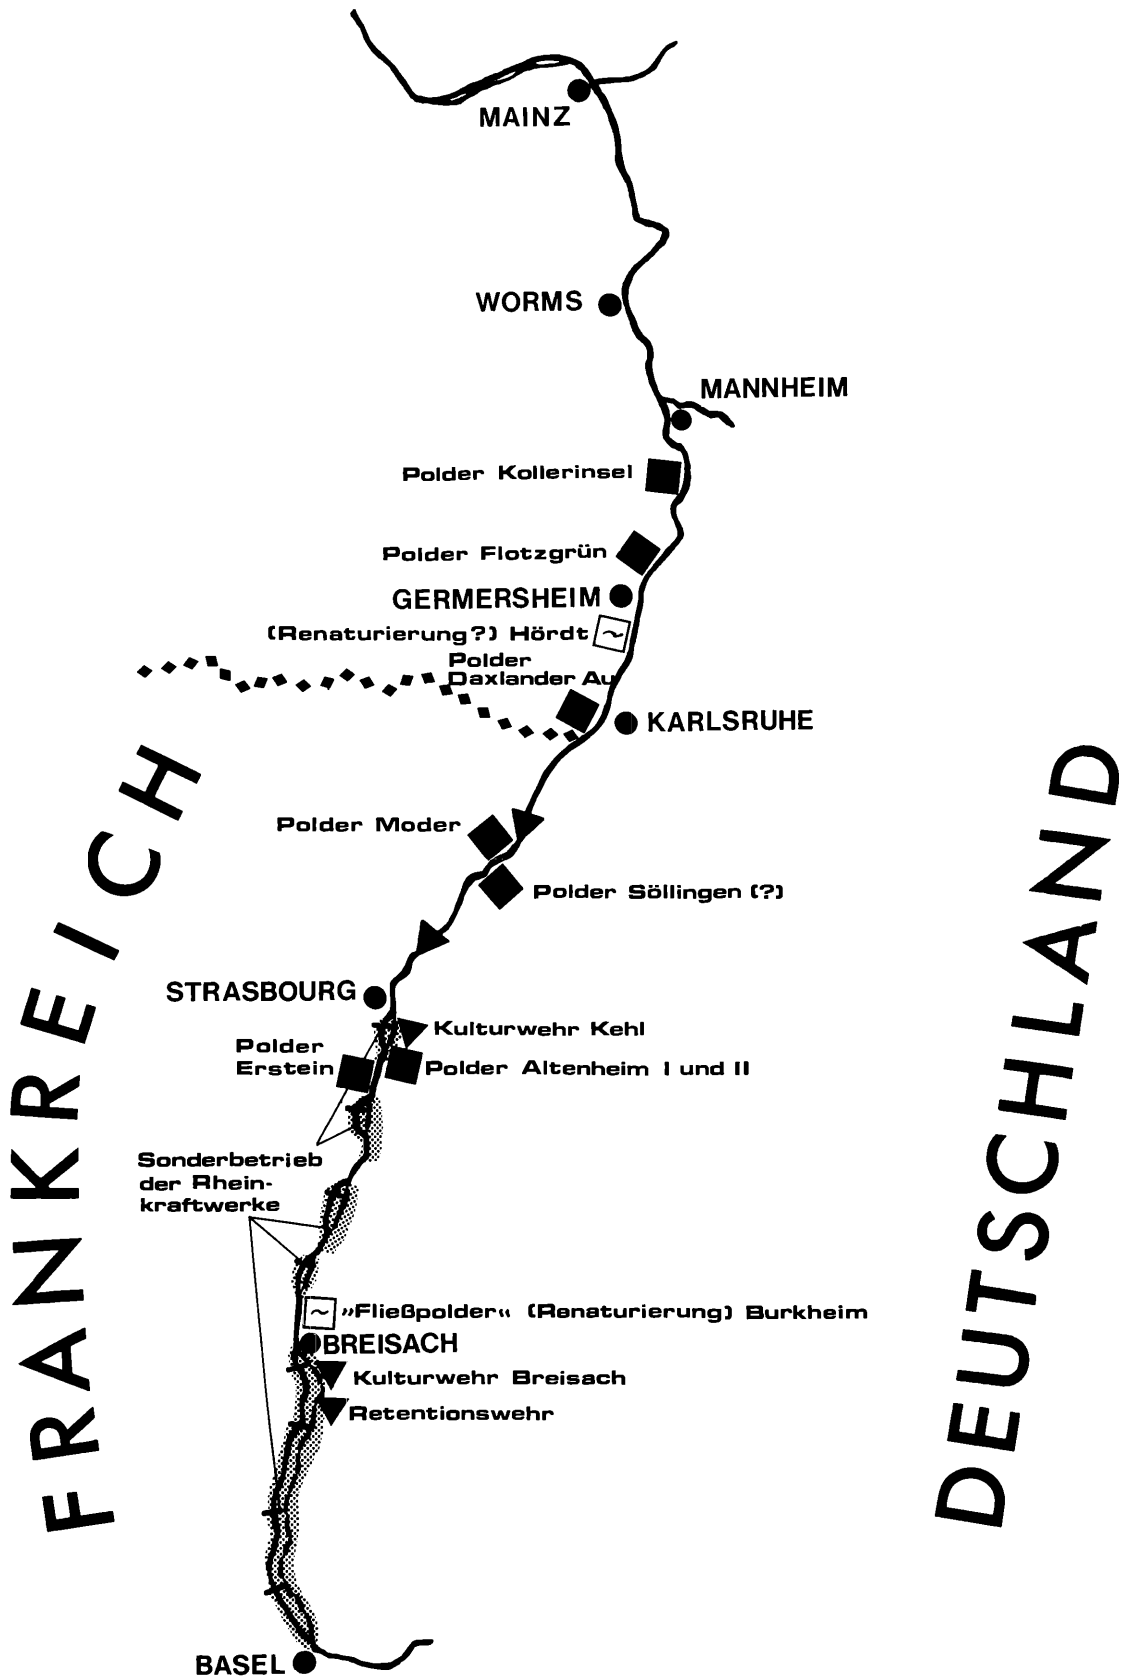 MAINZ
WORMS
MANNHEIM
Polder Kollerinsel
Polder Flotzgrün
GERMERSHEIM
(Renaturierung?) Hördt
Polder
Daxlander Au
KARLSRUHE
FRANKREICH
DEUTSCHLAND
Polder Moder
Polder Söllingen (?)
STRASBOURG
Kulturwehr Kehl
Polder
Erstein
Polder Altenheim I und II
Sonderbetrieb
der Rhein-
kraftwerke
»Fließpolder« (Renaturierung) Burkheim
BREISACH
Kulturwehr Breisach
Retentionswehr
BASEL